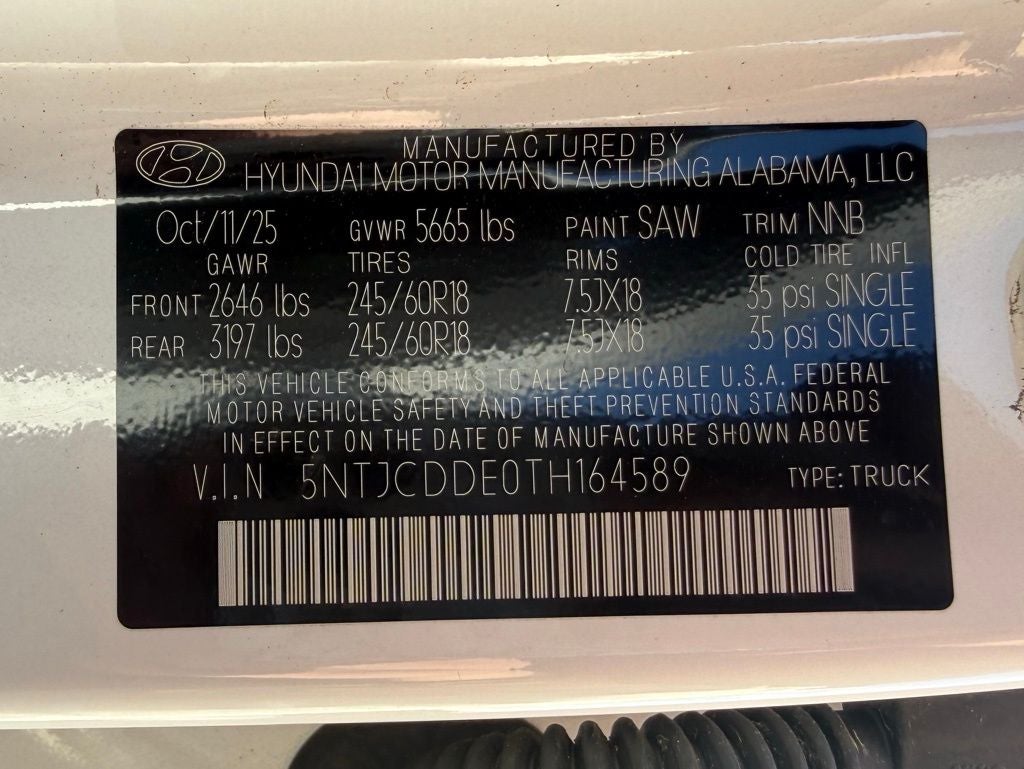 MANUFACTURED BY
HYUNDAI MOTOR MANUFACTURING ALABAMA, LLC
Oct/11/25 GVWR 5665 lbs PAINT SAW TRIM NNB
GAWR TIRES RIMS COLD TIRE INFL
FRONT 2646 lbs 245/60R18 7.5JX18 35 psi SINGLE
REAR 3197 lbs 245/60R18 7.5JX18 35 psi SINGLE
THIS VEHICLE CONFORMS TO ALL APPLICABLE U.S.A. FEDERAL
MOTOR VEHICLE SAFETY AND THEFT PREVENTION STANDARDS
IN EFFECT ON THE DATE OF MANUFACTURE SHOWN ABOVE
V.I.N 5NTJCDDE0TH164589 TYPE: TRUCK